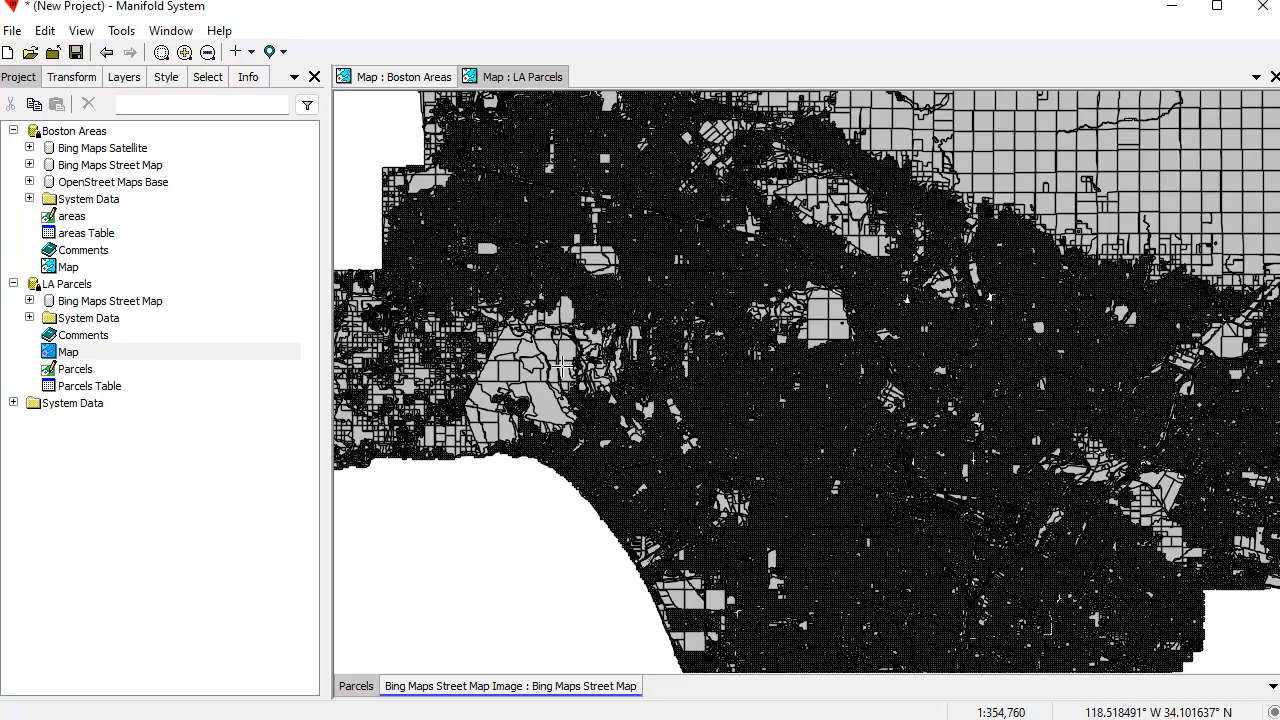 * (New Project) - Manifold System
File Edit View Tools Window Help
Project Transform Layers Style Select Info
Map : Boston Areas Map : LA Parcels
Boston Areas
Bing Maps Satellite
Bing Maps Street Map
OpenStreet Maps Base
System Data
areas
areas Table
Comments
Map
LA Parcels
Bing Maps Street Map
System Data
Comments
Map
Parcels
Parcels Table
System Data
Parcels Bing Maps Street Map Image : Bing Maps Street Map
1:354,760 118.518491° W 34.101637° N